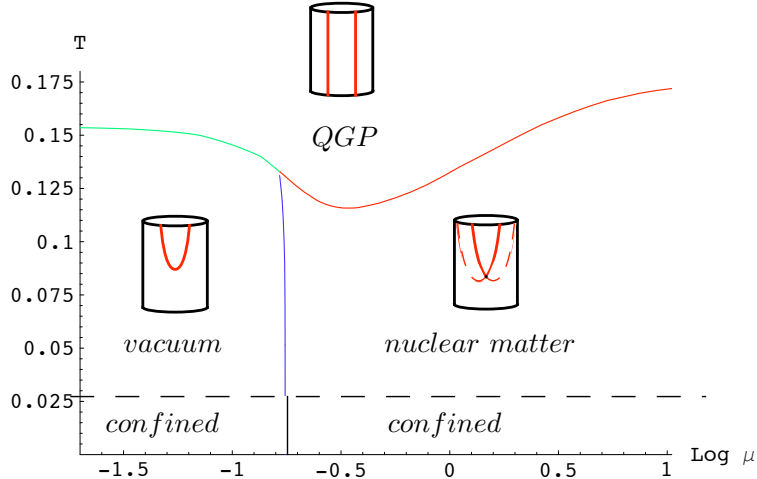 T
0.175
0.15
0.125
0.1
0.075
0.05
0.025
QGP
vacuum
nuclear matter
confined
confined
-1.5
-1
-0.5
0
0.5
1
Log μ